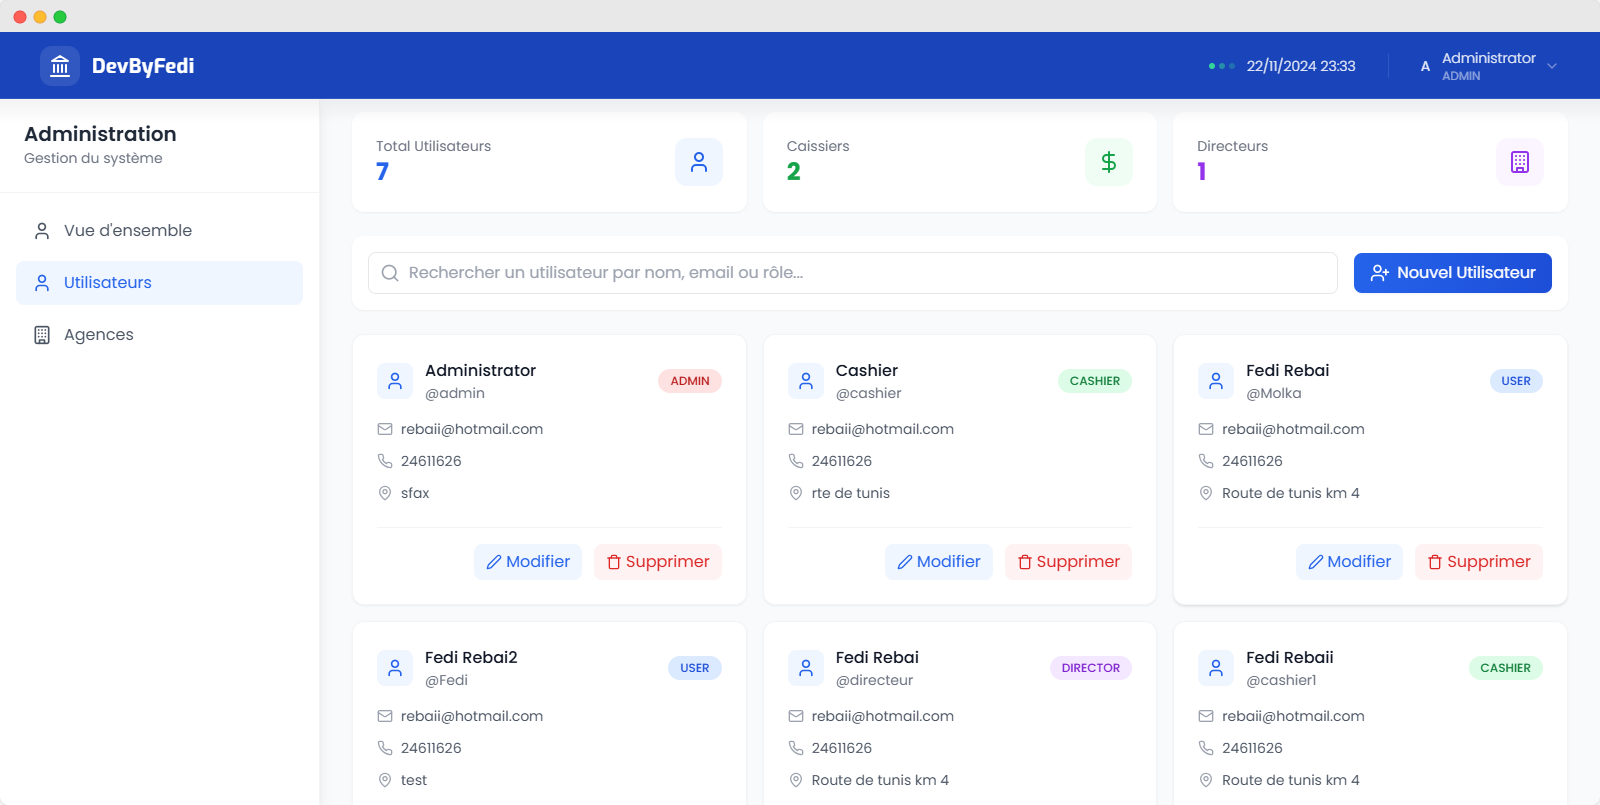 DevByFedi
22/11/2024 23:33
A
Administrator
ADMIN
Administration
Gestion du système
Vue d'ensemble
Utilisateurs
Agences
Total Utilisateurs
7
Caissiers
2
Directeurs
1
Rechercher un utilisateur par nom, email ou rôle...
Nouvel Utilisateur
Administrator
@admin
ADMIN
rebaii@hotmail.com
24611626
sfax
Modifier
Supprimer
Cashier
@cashier
CASHIER
rebaii@hotmail.com
24611626
rte de tunis
Modifier
Supprimer
Fedi Rebai
@Molka
USER
rebaii@hotmail.com
24611626
Route de tunis km 4
Modifier
Supprimer
Fedi Rebai2
@Fedi
USER
rebaii@hotmail.com
24611626
test
Fedi Rebai
@directeur
DIRECTOR
rebaii@hotmail.com
24611626
Route de tunis km 4
Fedi Rebaii
@cashier1
CASHIER
rebaii@hotmail.com
24611626
Route de tunis km 4